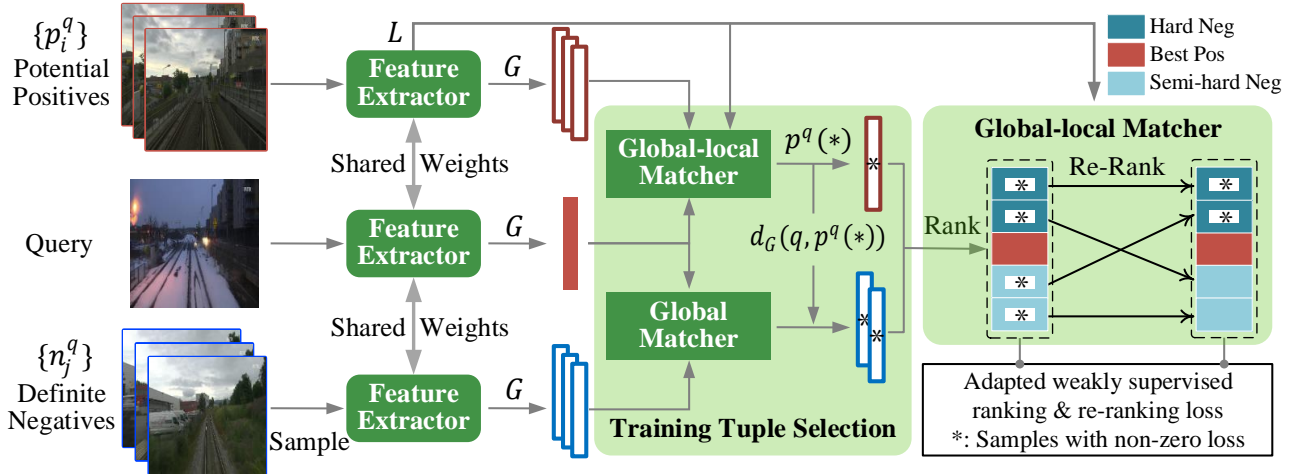 {p_i^q}
Potential
Positives
L
Feature
Extractor
G
Hard Neg
Best Pos
Semi-hard Neg
Shared Weights
Global-local
Matcher
p^q(*)
*
Global-local Matcher
Re-Rank
* *
* *
*
*
Query
Feature
Extractor
G
d_G(q, p^q(*))
Rank
Shared Weights
Global
Matcher
*
*
{n_j^q}
Definite
Negatives
Sample
Feature
Extractor
G
Training Tuple Selection
Adapted weakly supervised
ranking & re-ranking loss
*: Samples with non-zero loss